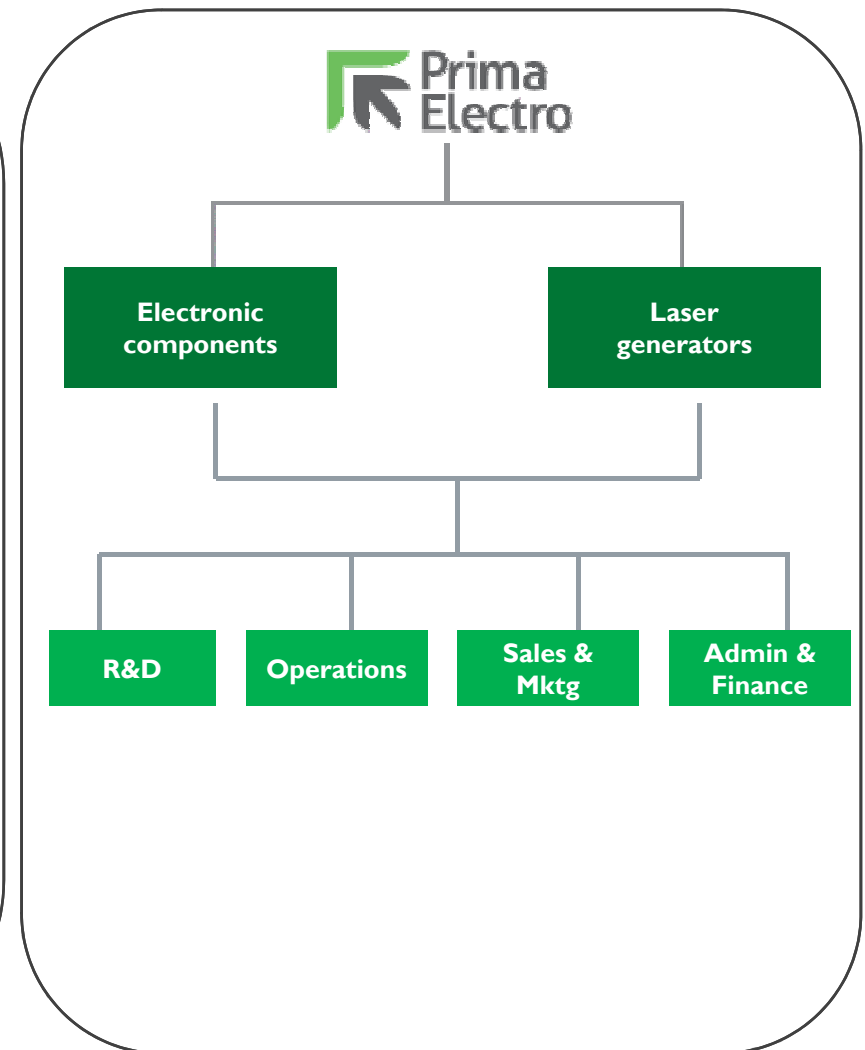 Prima
Electro
Electronic
components
Laser
generators
R&D
Operations
Sales &
Mktg
Admin &
Finance